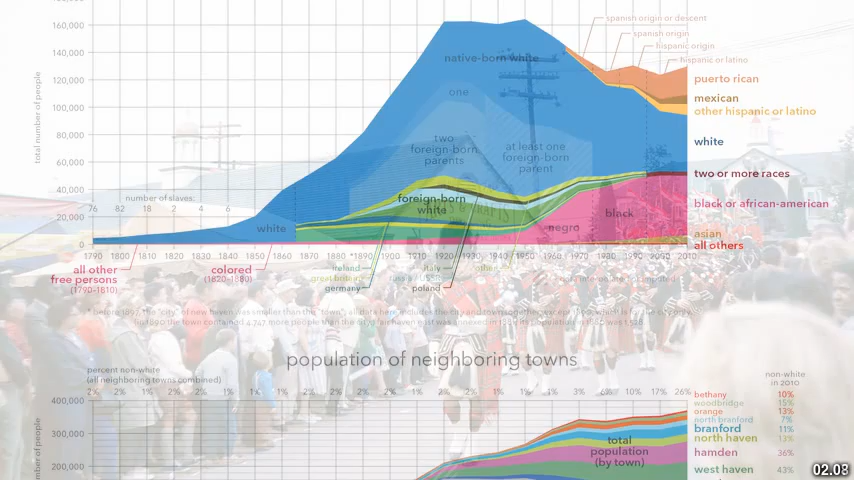 160,000
140,000
120,000
100,000
80,000
60,000
40,000
20,000
0
total number of people
spanish origin or descent
spanish origin
hispanic origin
hispanic or latino
native-born white
one
two
foreign-born
parents
at least one
foreign-born
parent
foreign-born
white
white
negro
black
puerto rican
mexican
other hispanic or latino
white
two or more races
black or african-american
asian
all others
number of slaves:
76 82 18 2 4 6
1790 1800 1810 1820 1830 1840 1850 1860 1870 1880 *1890 1900 1910 1920 1930 1940 1950 1960 1970 1980 1990 2000 2010
all other
free persons
(1790–1810)
colored
(1820–1880)
ireland
great britain
germany
italy
russia / USSR
poland
other
population of neighboring towns
percent non-white
(all neighboring towns combined)
2% 2% 2% 1% 1% 1% 1% 1% 1% 2% 2% 2% 1% 2% 2% 1% 1% 3% 6% 10% 17% 26%
non-white
in 2010
400,000
300,000
200,000
total
population
(by town)
bethany 10%
woodbridge 15%
orange 13%
north branford 7%
branford 11%
north haven 13%
hamden 36%
west haven 43%
02.08